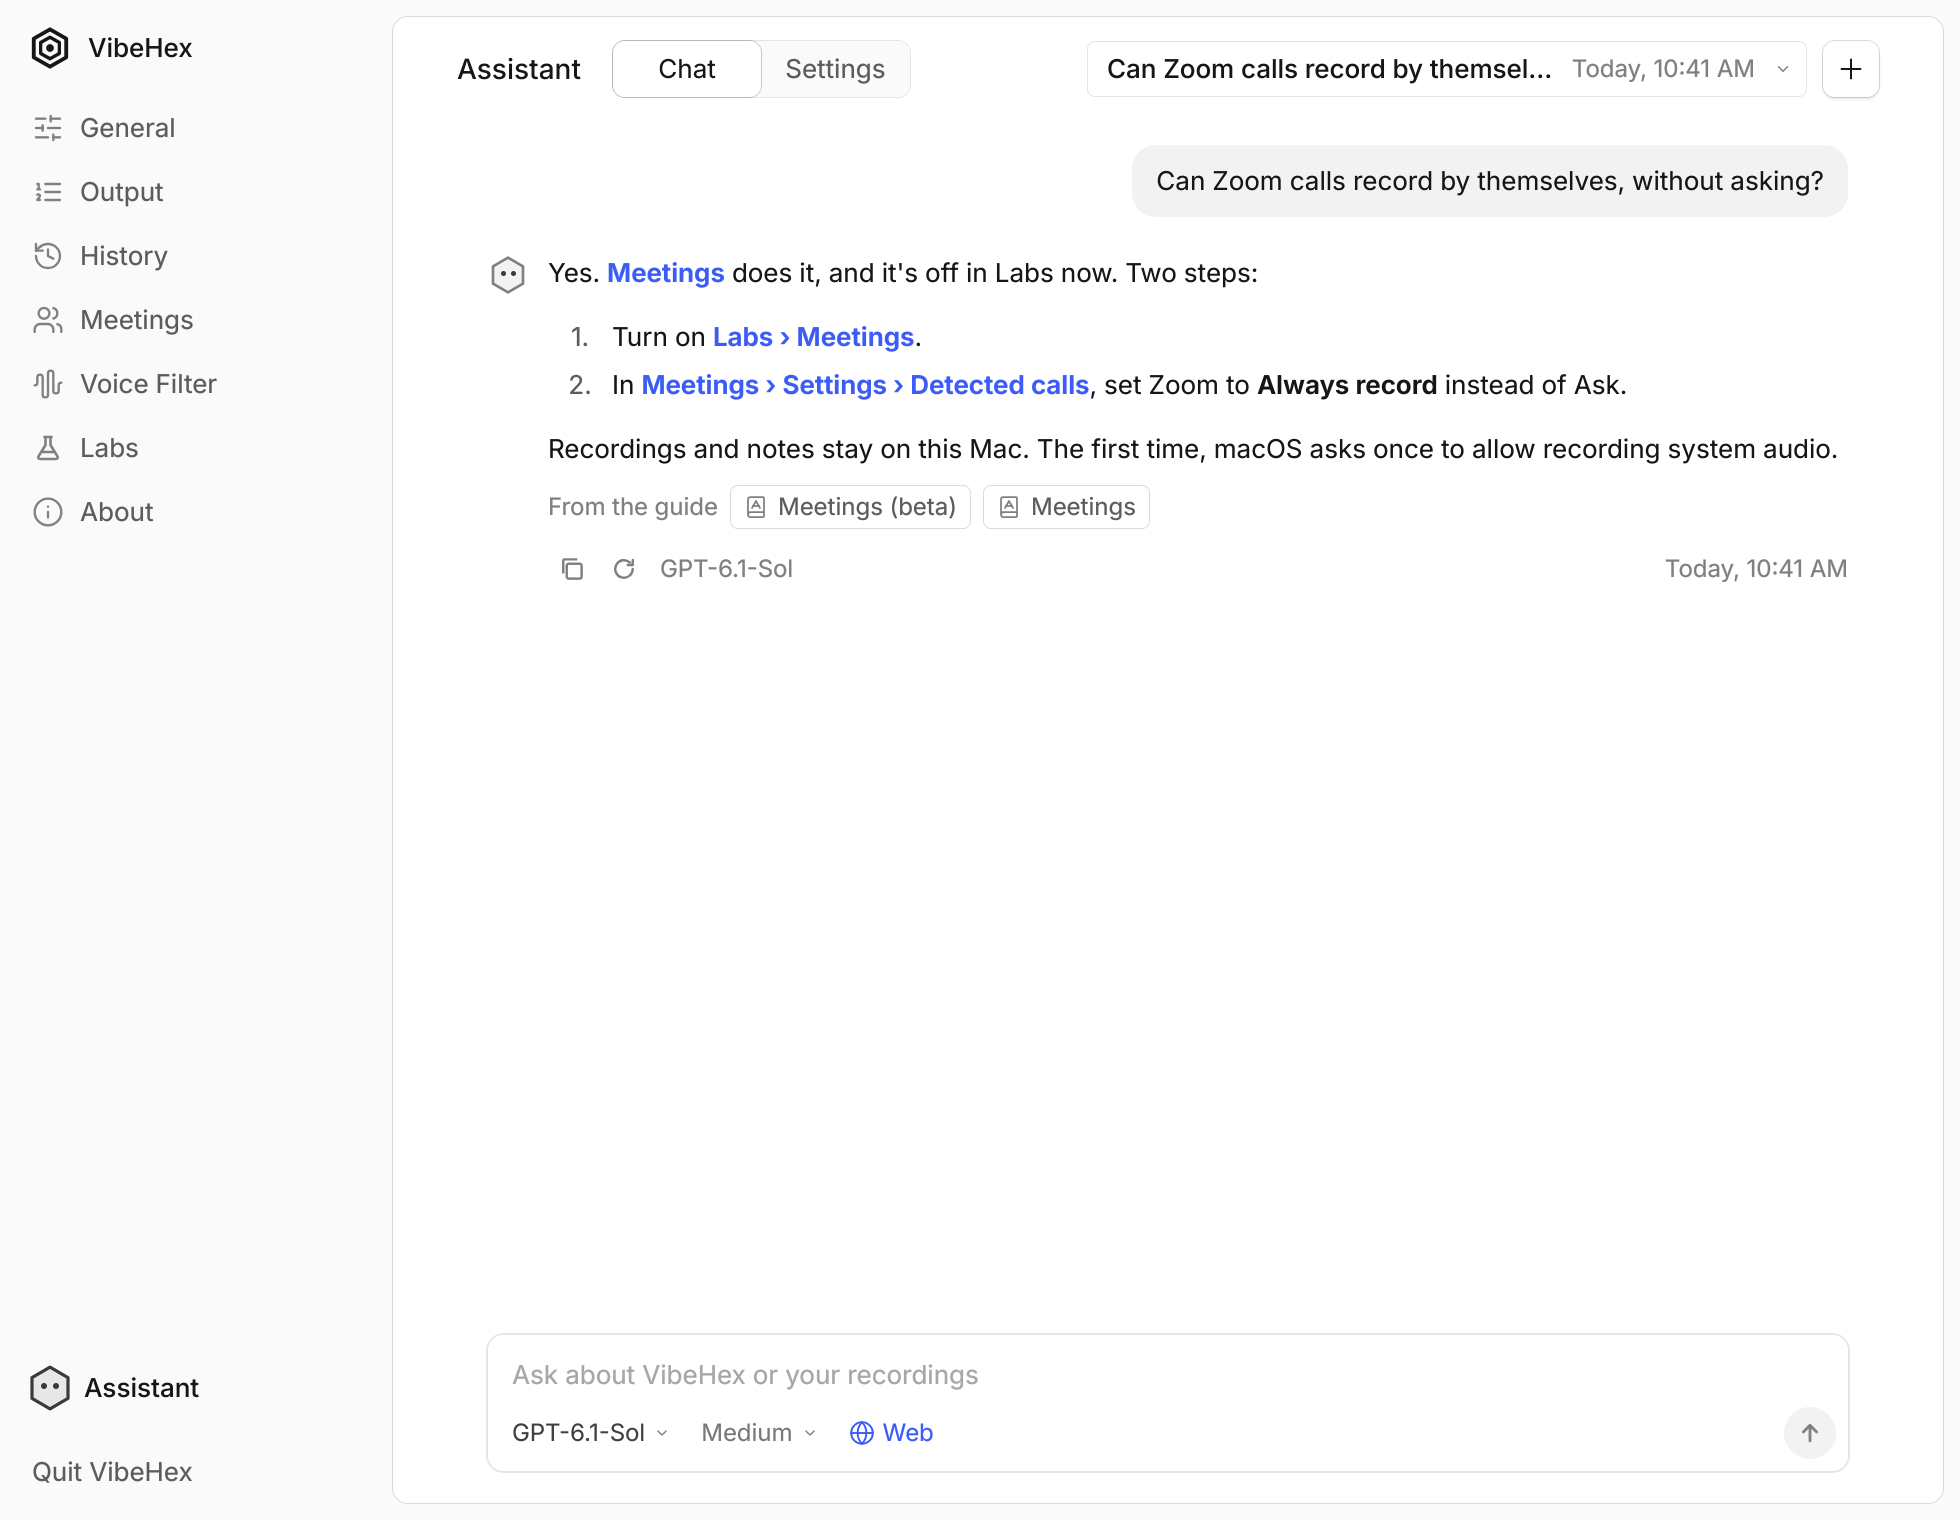 VibeHex
General
Output
History
Meetings
Voice Filter
Labs
About
Assistant
Quit VibeHex
Assistant
Chat
Settings
Can Zoom calls record by themsel... Today, 10:41 AM
Can Zoom calls record by themselves, without asking?
Yes. Meetings does it, and it's off in Labs now. Two steps:
1. Turn on Labs › Meetings.
2. In Meetings › Settings › Detected calls, set Zoom to Always record instead of Ask.
Recordings and notes stay on this Mac. The first time, macOS asks once to allow recording system audio.
From the guide Meetings (beta) Meetings
GPT-6.1-Sol Today, 10:41 AM
Ask about VibeHex or your recordings
GPT-6.1-Sol Medium Web